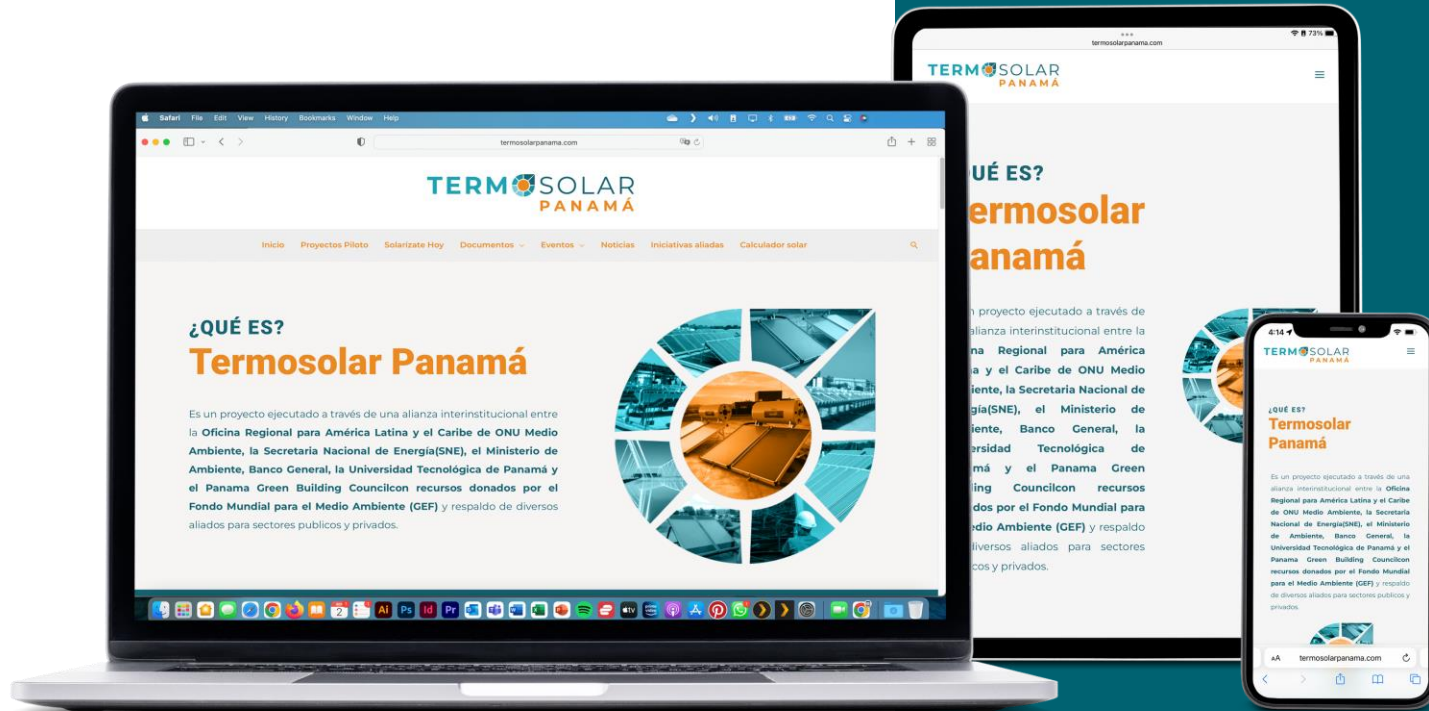 Safari File Edit View History Bookmarks Window Help
termosolarpanama.com
TERMOSOLAR
PANAMÁ
Inicio Proyectos Piloto Solarízate Hoy Documentos Eventos Noticias Iniciativas aliadas Calculador solar
¿QUÉ ES?
Termosolar Panamá
Es un proyecto ejecutado a través de una alianza interinstitucional entre
la Oficina Regional para América Latina y el Caribe de ONU Medio
Ambiente, la Secretaria Nacional de Energía(SNE), el Ministerio de
Ambiente, Banco General, la Universidad Tecnológica de Panamá y
el Panama Green Building Councilcon recursos donados por el
Fondo Mundial para el Medio Ambiente (GEF) y respaldo de diversos
aliados para sectores publicos y privados.
2
Ai Ps Id Pr
tv
termosolarpanama.com
73%
TERMOSOLAR
PANAMÁ
UÉ ES?
ermosolar
anamá
proyecto ejecutado a través de
alianza interinstitucional entre la
na Regional para América
a y el Caribe de ONU Medio
iente, la Secretaria Nacional de
gía(SNE), el Ministerio de
iente, Banco General, la
ersidad Tecnológica de
má y el Panama Green
ling Councilcon recursos
dos por el Fondo Mundial para
edio Ambiente (GEF) y respaldo
diversos aliados para sectores
cos y privados.
4:14
TERMOSOLAR
PANAMÁ
¿QUÉ ES?
Termosolar
Panamá
Es un proyecto ejecutado a través de una
alianza interinstitucional entre la Oficina
Regional para América Latina y el Caribe
de ONU Medio Ambiente, la Secretaria
Nacional de Energía(SNE), el Ministerio
de Ambiente, Banco General, la
Universidad Tecnológica de Panamá y el
Panama Green Building Councilcon
recursos donados por el Fondo Mundial
para el Medio Ambiente (GEF) y respaldo
de diversos aliados para sectores publicos y
privados.
AA termosolarpanama.com